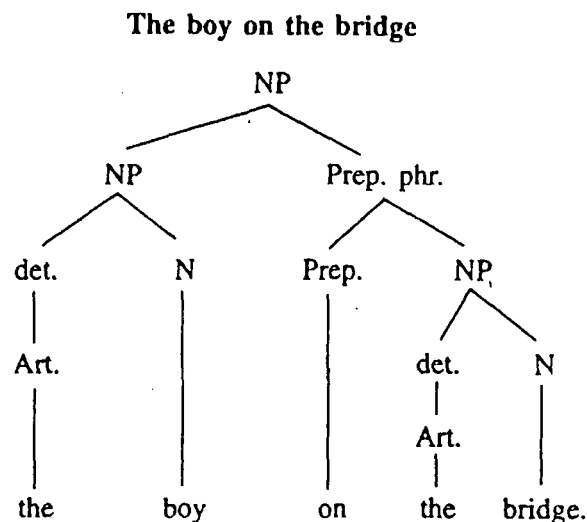 The boy on the bridge
NP
NP Prep. phr.
det. N Prep. NP
Art. det. N
Art.
the boy on the bridge.